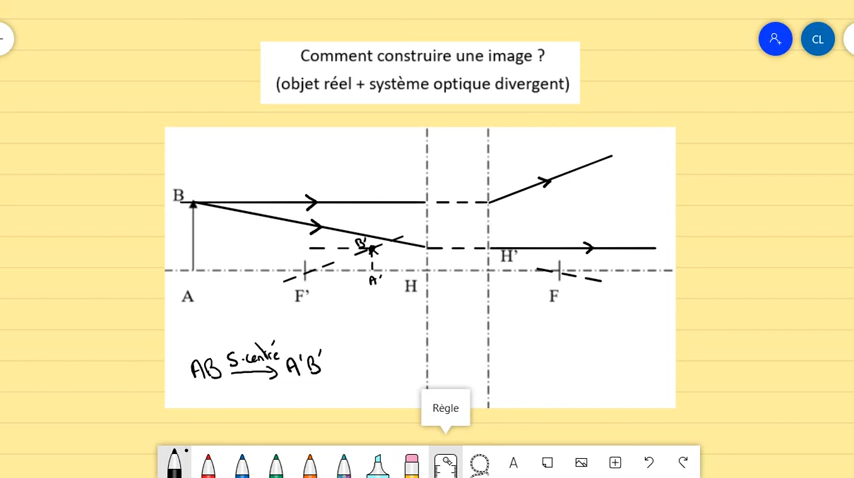 CL
Comment construire une image ?
(objet réel + système optique divergent)
B
B'
H'
A
F'
A'
H
F
AB S.centré → A'B'
Règle
A